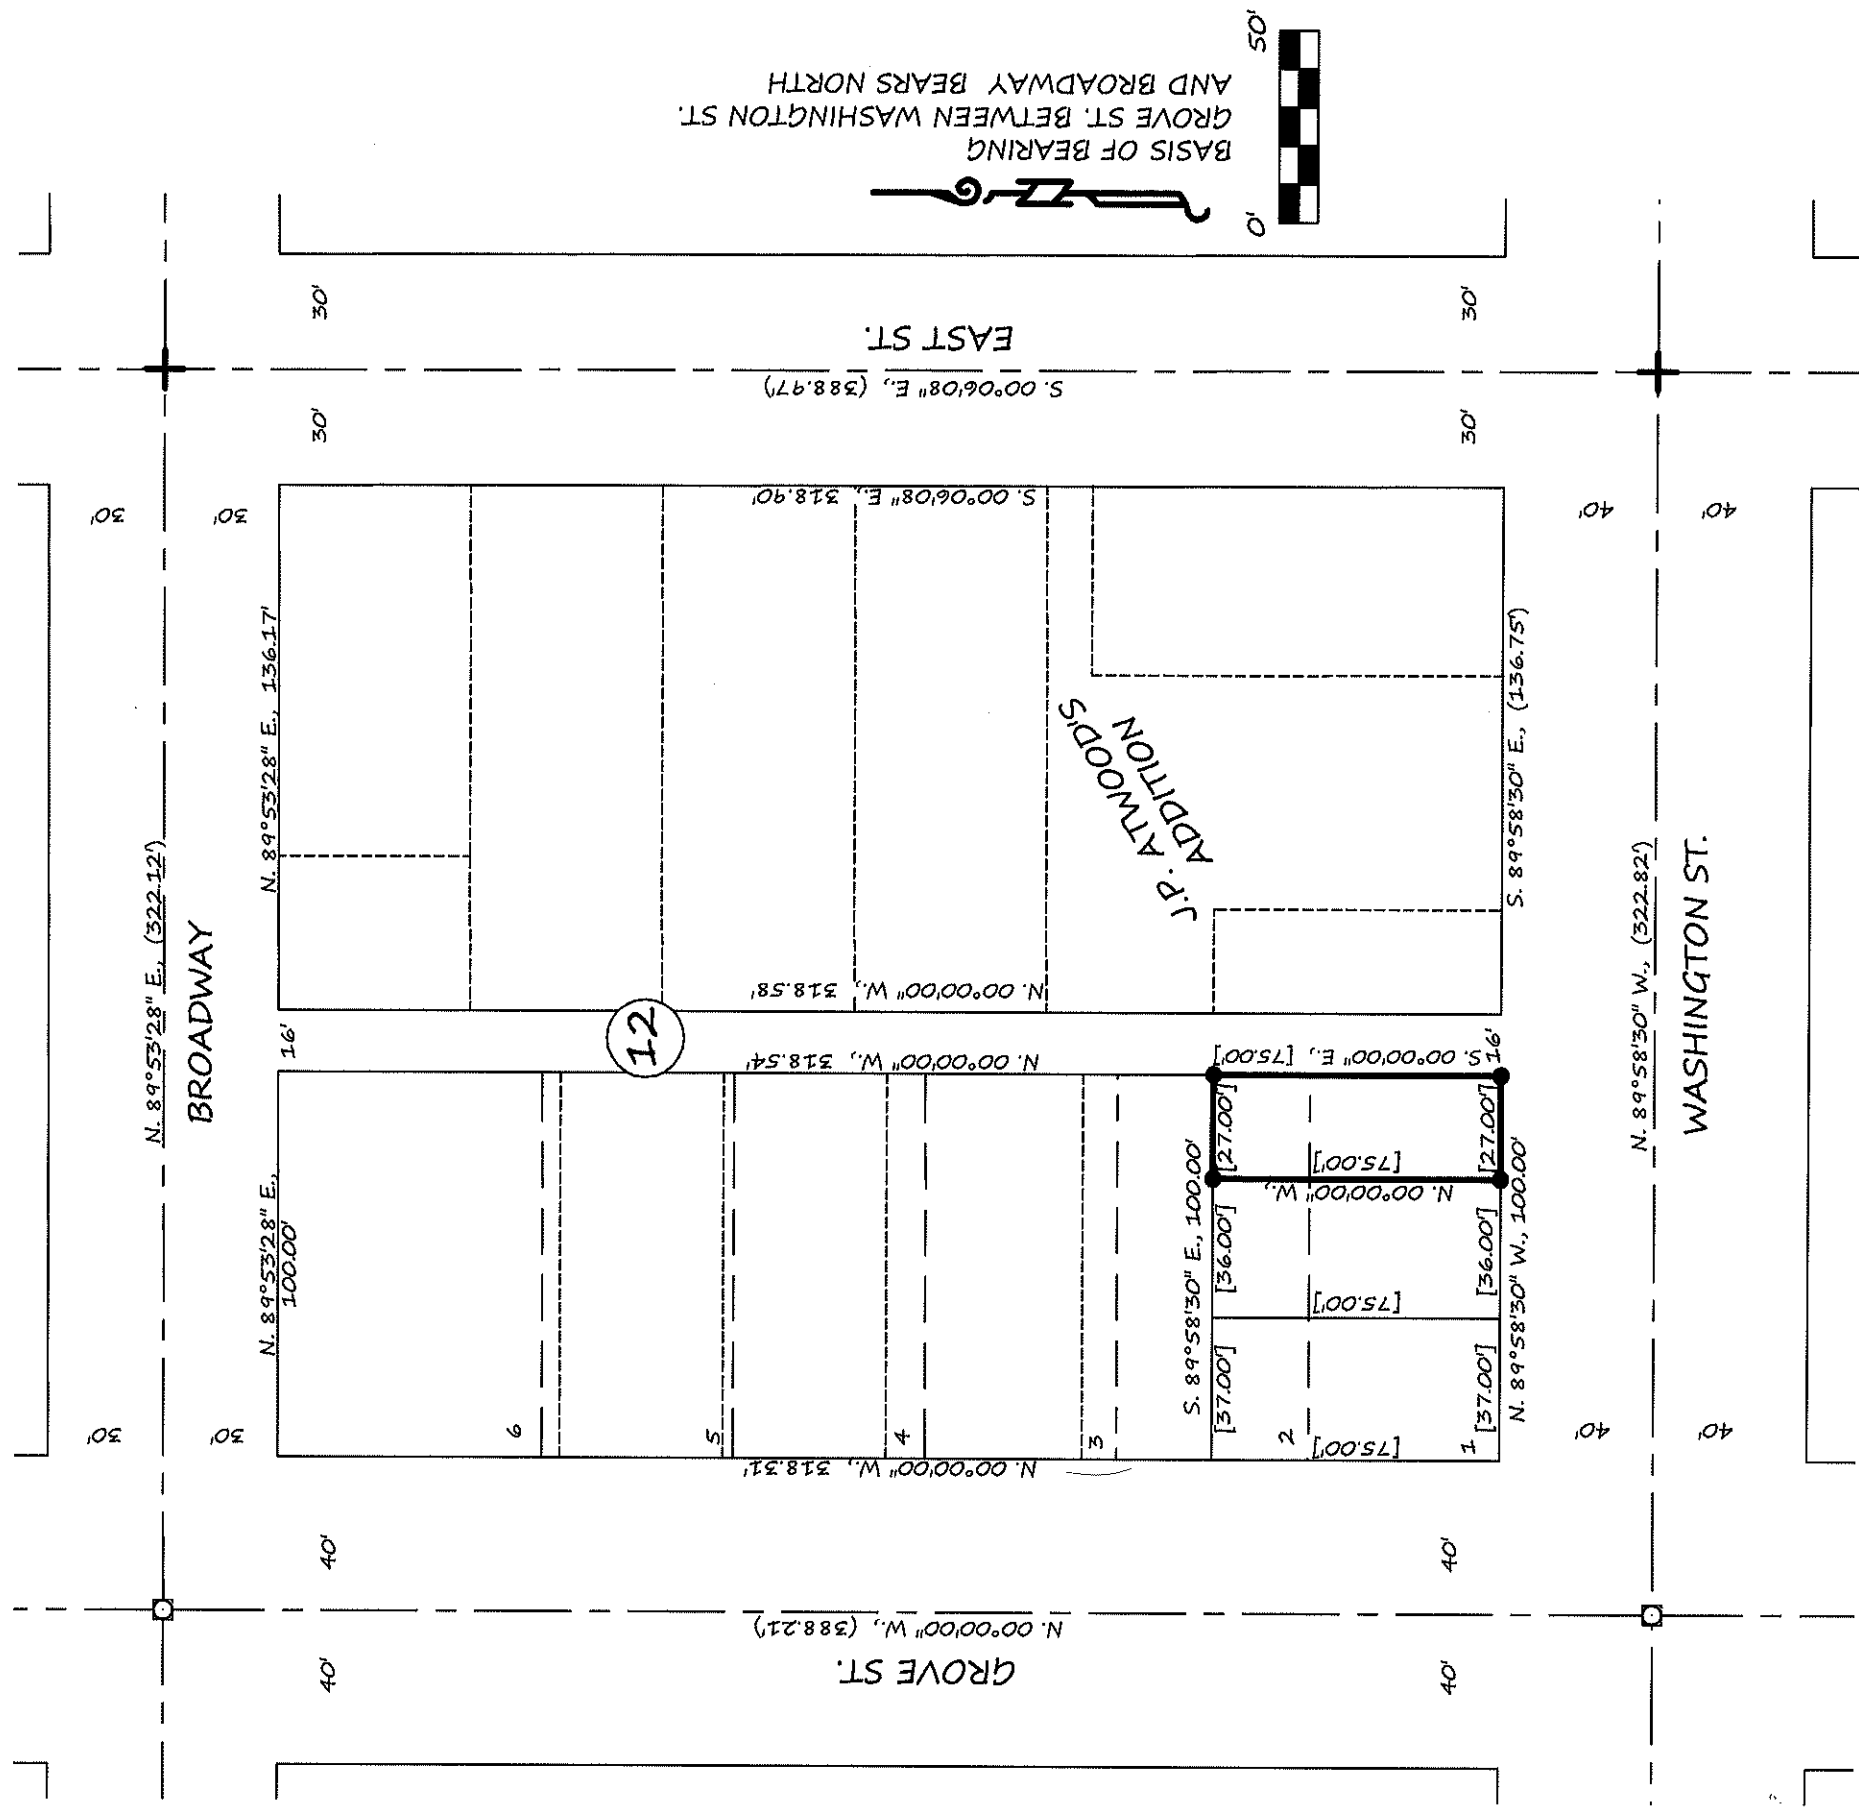 BASIS OF BEARING
GROVE ST. BETWEEN WASHINGTON ST.
AND BROADWAY BEARS NORTH
N
0'
50'
30'
30'
EAST ST.
S. 00°06'08" E., (388.97')
30'
30'
30'
30'
40'
40'
N. 89°53'28" E., (322.12')
BROADWAY
N. 89°53'28" E., 136.17'
S. 00°06'08" E., 318.90'
J.P. ATWOOD'S
ADDITION
S. 89°58'30" E., (136.75')
N. 89°58'30" W., (322.82')
WASHINGTON ST.
N. 00°00'00" W., 318.58'
12
16'
16'
N. 00°00'00" W., 318.54'
S. 00°00'00" E., [75.00']
[27.00']
[27.00']
[75.00']
N. 00°00'00" W.,
N. 89°53'28" E.,
100.00'
S. 89°58'30" E., 100.00'
N. 89°58'30" W., 100.00'
[36.00']
[36.00']
[75.00']
[37.00']
[37.00']
[75.00']
6
5
4
3
2
1
N. 00°00'00" W., 318.31'
30'
30'
40'
40'
40'
40'
N. 00°00'00" W., (388.21')
GROVE ST.
40'
40'